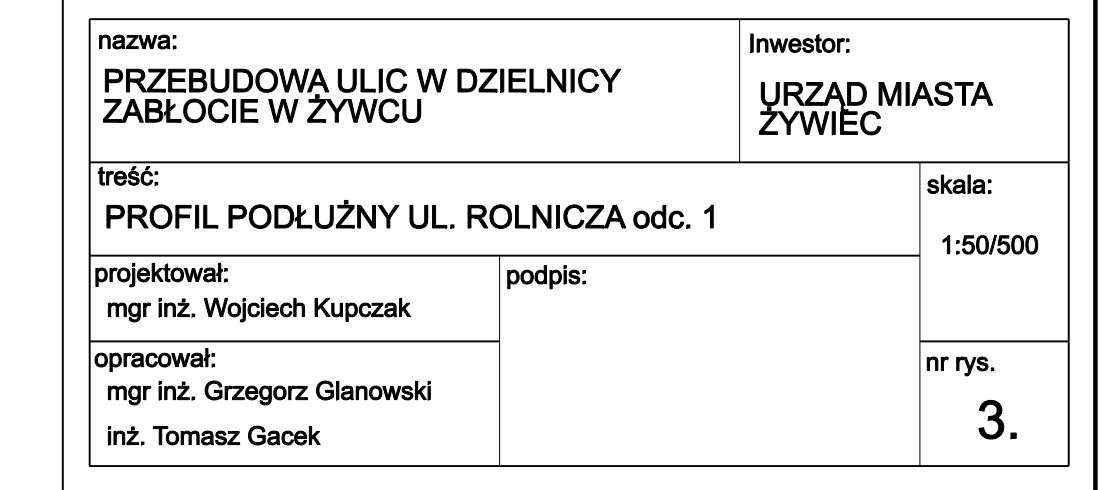 nazwa:
PRZEBUDOWA ULIC W DZIELNICY
ZABŁOCIE W ŻYWCU
Inwestor:
URZĄD MIASTA
ŻYWIEC
treść:
PROFIL PODŁUŻNY UL. ROLNICZA odc. 1
skala:
1:50/500
projektował:
mgr inż. Wojciech Kupczak
podpis:
opracował:
mgr inż. Grzegorz Glanowski
inż. Tomasz Gacek
nr rys.
3.